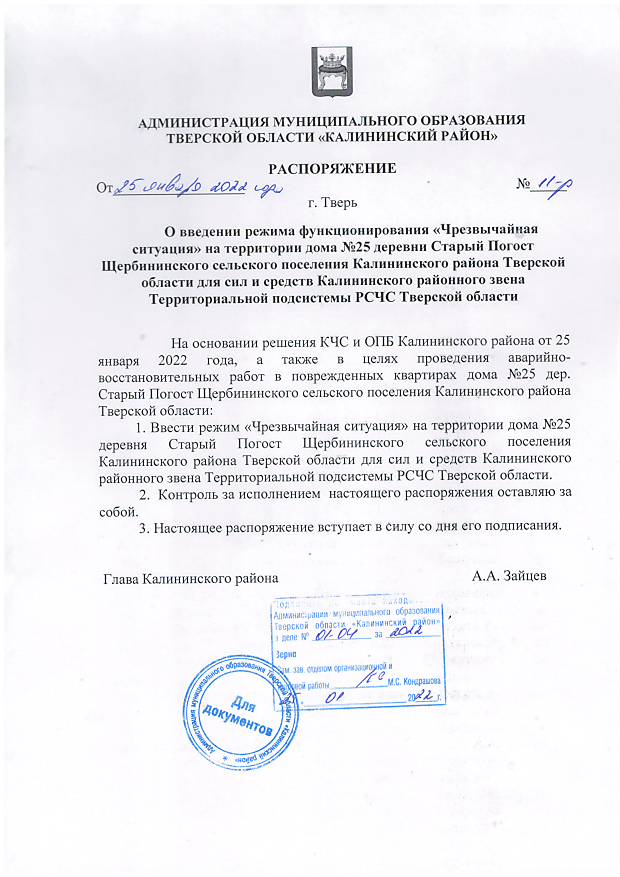 АДМИНИСТРАЦИЯ МУНИЦИПАЛЬНОГО ОБРАЗОВАНИЯ
ТВЕРСКОЙ ОБЛАСТИ «КАЛИНИНСКИЙ РАЙОН»
РАСПОРЯЖЕНИЕ
От 25 января 2022 года № 11-р
г. Тверь
О введении режима функционирования «Чрезвычайная
ситуация» на территории дома №25 деревни Старый Погост
Щербининского сельского поселения Калининского района Тверской
области для сил и средств Калининского районного звена
Территориальной подсистемы РСЧС Тверской области
На основании решения КЧС и ОПБ Калининского района от 25
января 2022 года, а также в целях проведения аварийно-
восстановительных работ в поврежденных квартирах дома №25 дер.
Старый Погост Щербининского сельского поселения Калининского района
Тверской области:
1. Ввести режим «Чрезвычайная ситуация» на территории дома №25
деревня Старый Погост Щербининского сельского поселения
Калининского района Тверской области для сил и средств Калининского
районного звена Территориальной подсистемы РСЧС Тверской области.
2. Контроль за исполнением настоящего распоряжения оставляю за
собой.
3. Настоящее распоряжение вступает в силу со дня его подписания.
Глава Калининского района А.А. Зайцев
Администрации муниципального образования
Тверской области «Калининский район»
в деле № 01-04 за 2022
Верно
Зам. зав. отделом организационной и
работы М.С. Кондрашова
01 2022 г.
Администрация муниципального образования Тверской области «Калининский район»
Для
документов